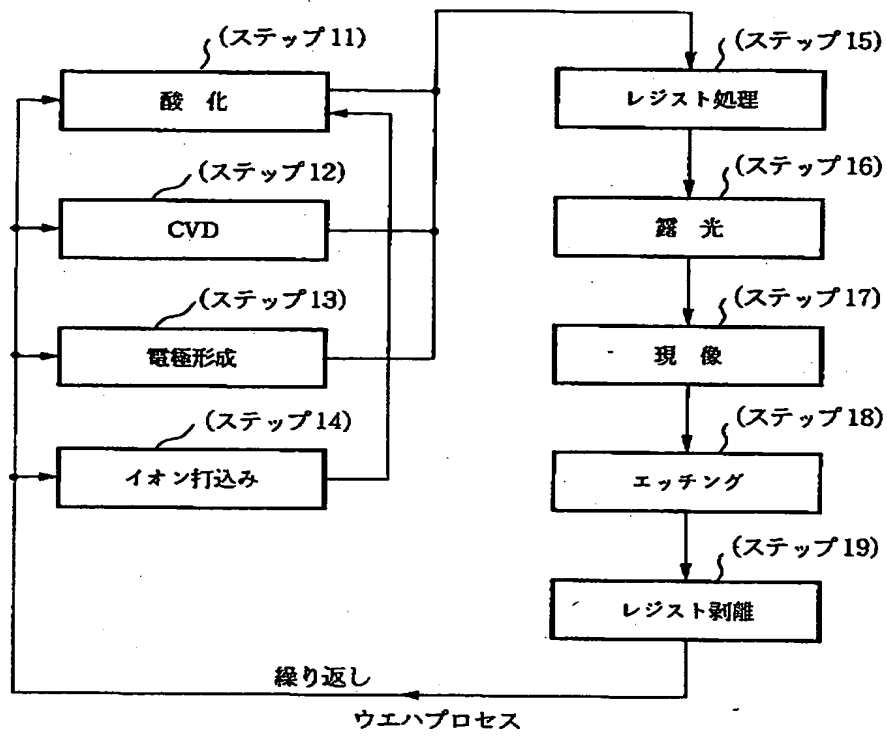 (ステップ11)
酸 化
(ステップ12)
CVD
(ステップ13)
電極形成
(ステップ14)
イオン打込み
(ステップ15)
レジスト処理
(ステップ16)
露 光
(ステップ17)
現 像
(ステップ18)
エッチング
(ステップ19)
レジスト剥離
繰り返し
ウエハプロセス